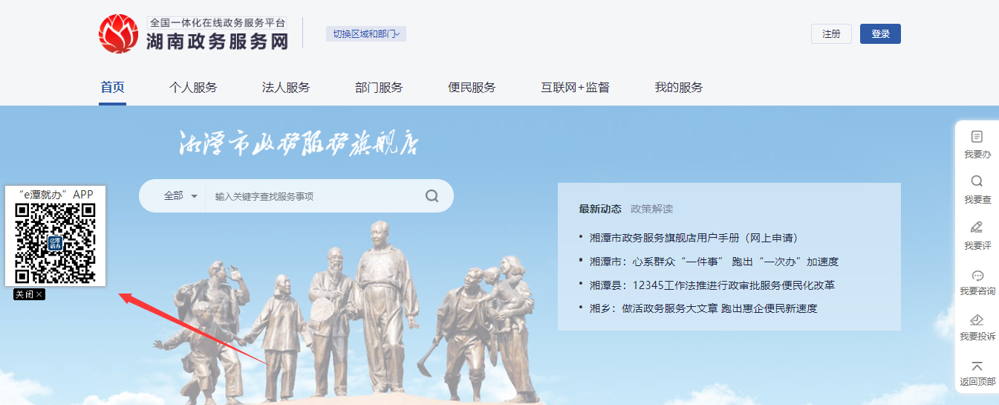 全国一体化在线政务服务平台
湖南政务服务网
切换区域和部门
注册
登录
首页
个人服务
法人服务
部门服务
便民服务
互联网+监督
我的服务
湘潭市政务服务旗舰店
“e潭就办”APP
e潭
就办
关闭×
全部
输入关键字查找服务事项
最新动态 政策解读
湘潭市政务服务旗舰店用户手册（网上申请）
湘潭市：心系群众“一件事” 跑出“一次办”加速度
湘潭县：12345工作法推进行政审批服务便民化改革
湘乡：做活政务服务大文章 跑出惠企便民新速度
我要办
我要查
我要评
我要咨询
我要投诉
返回顶部